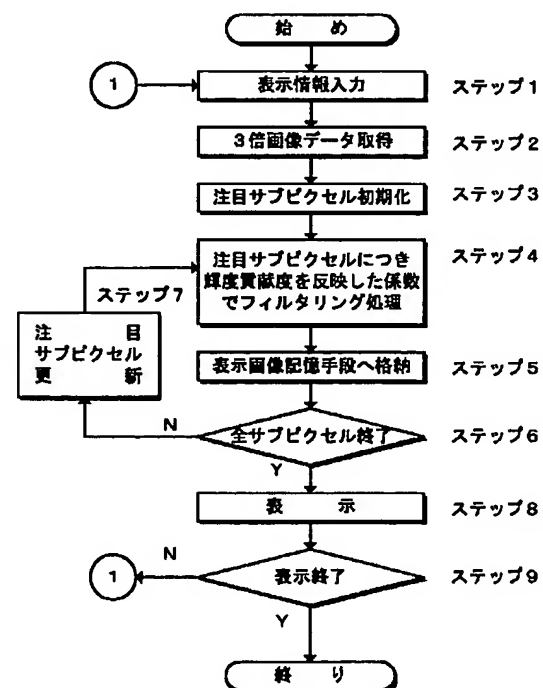 始 め
1
表示情報入力
ステップ1
3倍画像データ取得
ステップ2
注目サブピクセル初期化
ステップ3
注目サブピクセルにつき
輝度貢献度を反映した係数
でフィルタリング処理
ステップ4
ステップ7
注 目
サブピクセル
更 新
表示画像記憶手段へ格納
ステップ5
N
全サブピクセル終了
ステップ6
Y
表 示
ステップ8
N
1
表示終了
ステップ9
Y
終 り